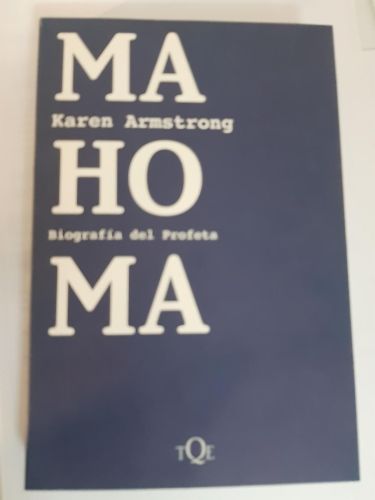 MA
Karen Armstrong
HO
Biografía del Profeta
MA
TQE